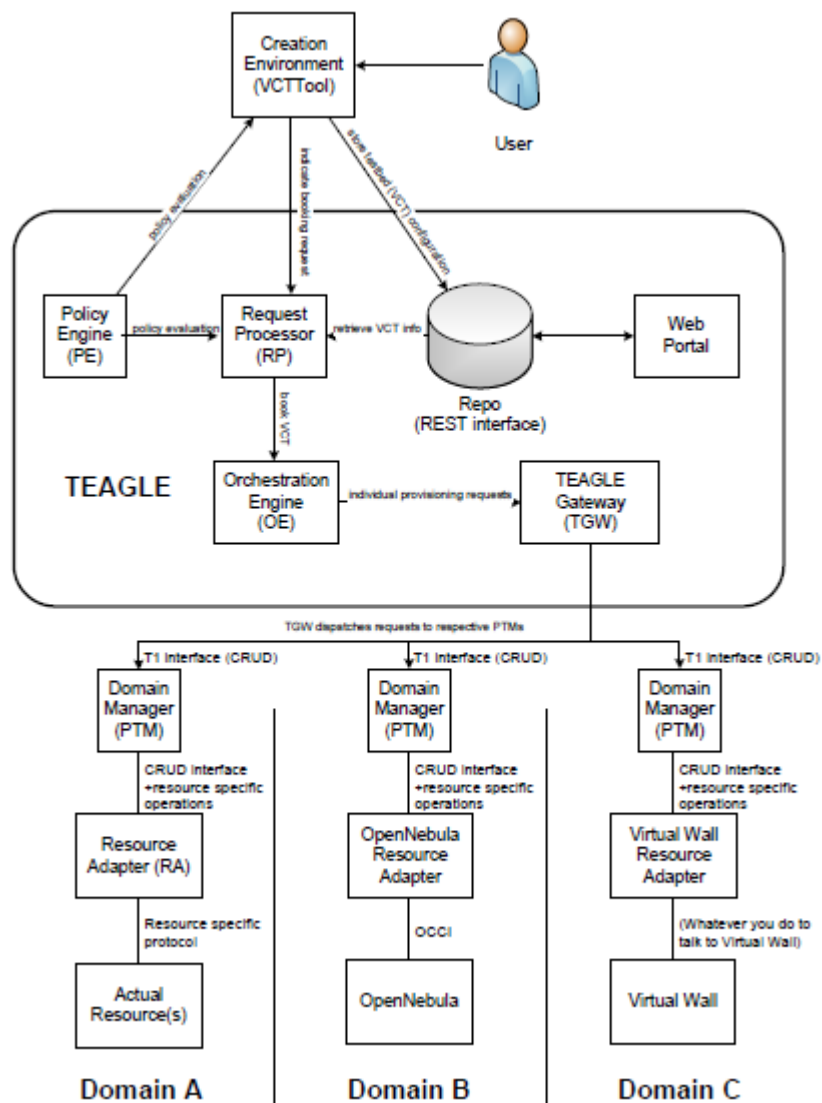 Creation
Environment
(VCTTool)
User
policy evaluation
indicate booking request
store testbed (VCT) configuration
Policy
Engine
(PE)
policy evaluation
Request
Processor
(RP)
retrieve VCT info
Repo
(REST interface)
Web
Portal
book VCT
TEAGLE
Orchestration
Engine
(OE)
individual provisioning requests
TEAGLE
Gateway
(TGW)
TGW dispatches requests to respective PTMs
T1 Interface (CRUD)
T1 Interface (CRUD)
T1 Interface (CRUD)
Domain
Manager
(PTM)
Domain
Manager
(PTM)
Domain
Manager
(PTM)
CRUD Interface
+resource specific
operations
CRUD Interface
+resource specific
operations
CRUD Interface
+resource specific
operations
Resource
Adapter (RA)
OpenNebula
Resource
Adapter
Virtual Wall
Resource
Adapter
Resource specific
protocol
OCCI
(Whatever you do to
talk to Virtual Wall)
Actual
Resource(s)
OpenNebula
Virtual Wall
Domain A
Domain B
Domain C